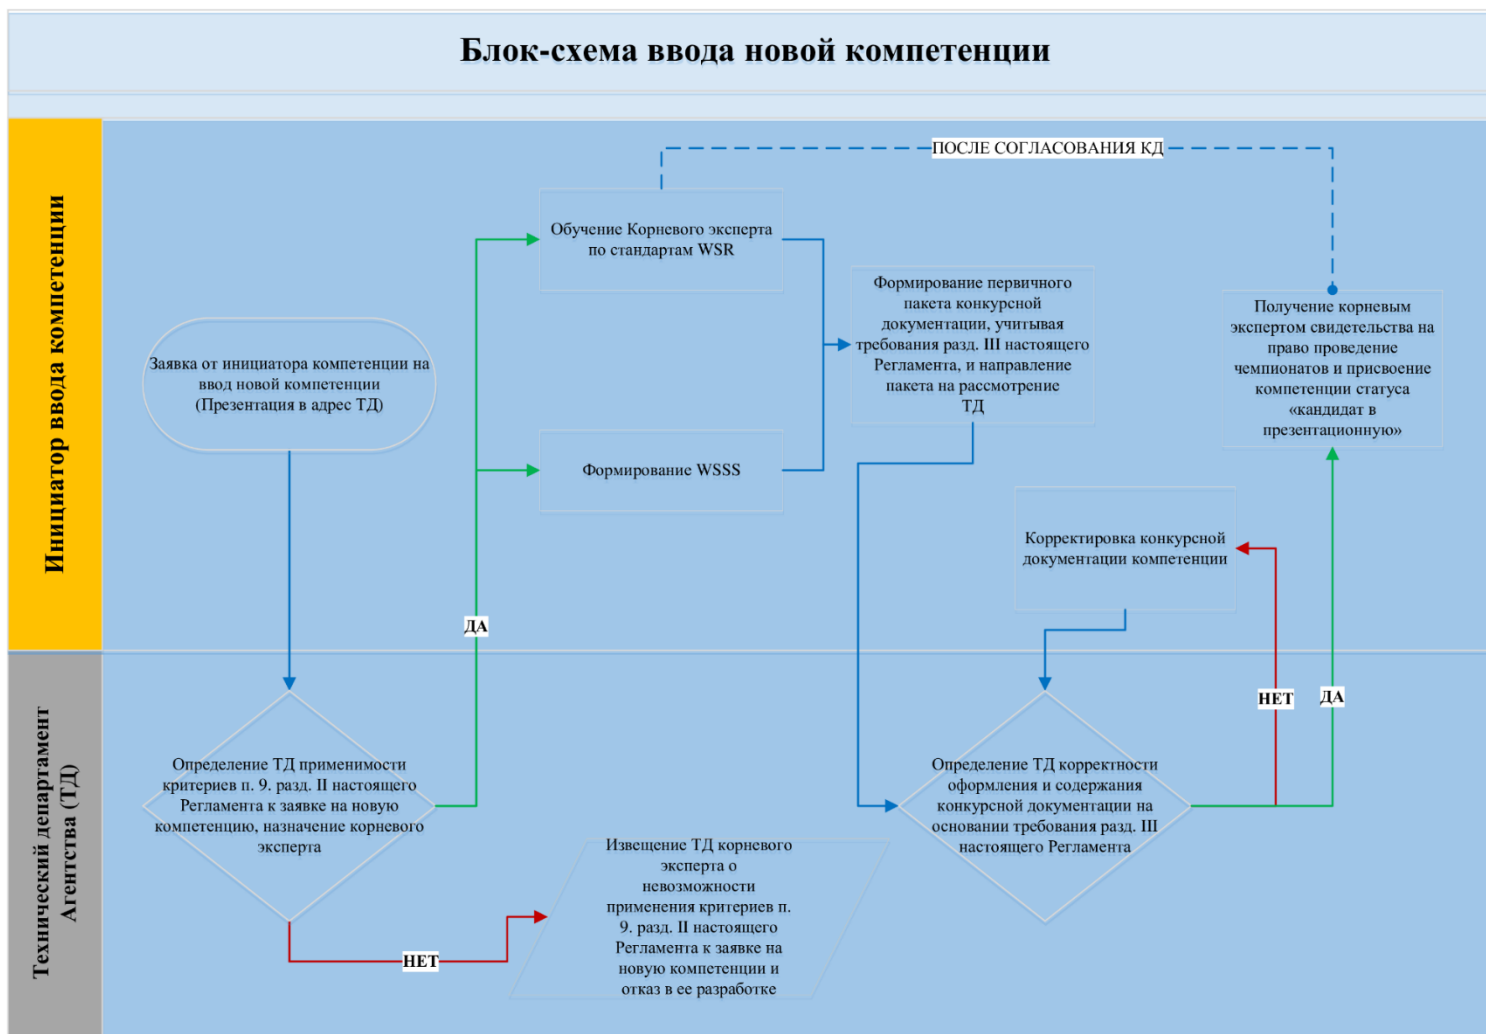 Блок-схема ввода новой компетенции
Инициатор ввода компетенции
ПОСЛЕ СОГЛАСОВАНИЯ КД
Обучение Корневого эксперта
по стандартам WSR
Формирование первичного
пакета конкурсной
документации, учитывая
требования разд. III настоящего
Регламента, и направление
пакета на рассмотрение
ТД
Получение корневым
экспертом свидетельства на
право проведение
чемпионатов и присвоение
компетенции статуса
«кандидат в
презентационную»
Заявка от инициатора компетенции на
ввод новой компетенции
(Презентация в адрес ТД)
Формирование WSSS
Корректировка конкурсной
документации компетенции
ДА
НЕТ
ДА
Технический департамент
Агентства (ТД)
Определение ТД применимости
критериев п. 9. разд. II настоящего
Регламента к заявке на новую
компетенцию, назначение корневого
эксперта
Определение ТД корректности
оформления и содержания
конкурсной документации на
основании требования разд. III
настоящего Регламента
Извещение ТД корневого
эксперта о
невозможности
применения критериев п.
9. разд. II настоящего
Регламента к заявке на
новую компетенции и
отказ в ее разработке
НЕТ